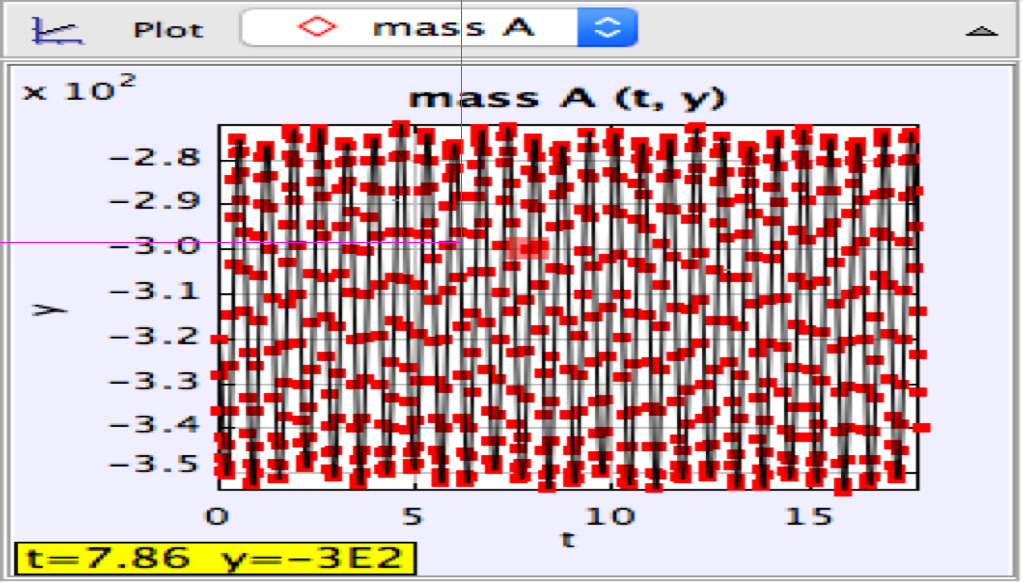 Plot mass A
x 10²
mass A (t, y)
−2.8
−2.9
−3.0
−3.1
−3.2
−3.3
−3.4
−3.5
y
0 5 10 15
t
t=7.86 y=−3E2